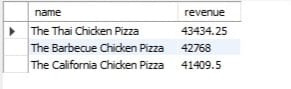 name revenue
The Thai Chicken Pizza 43434.25
The Barbecue Chicken Pizza 42768
The California Chicken Pizza 41409.5